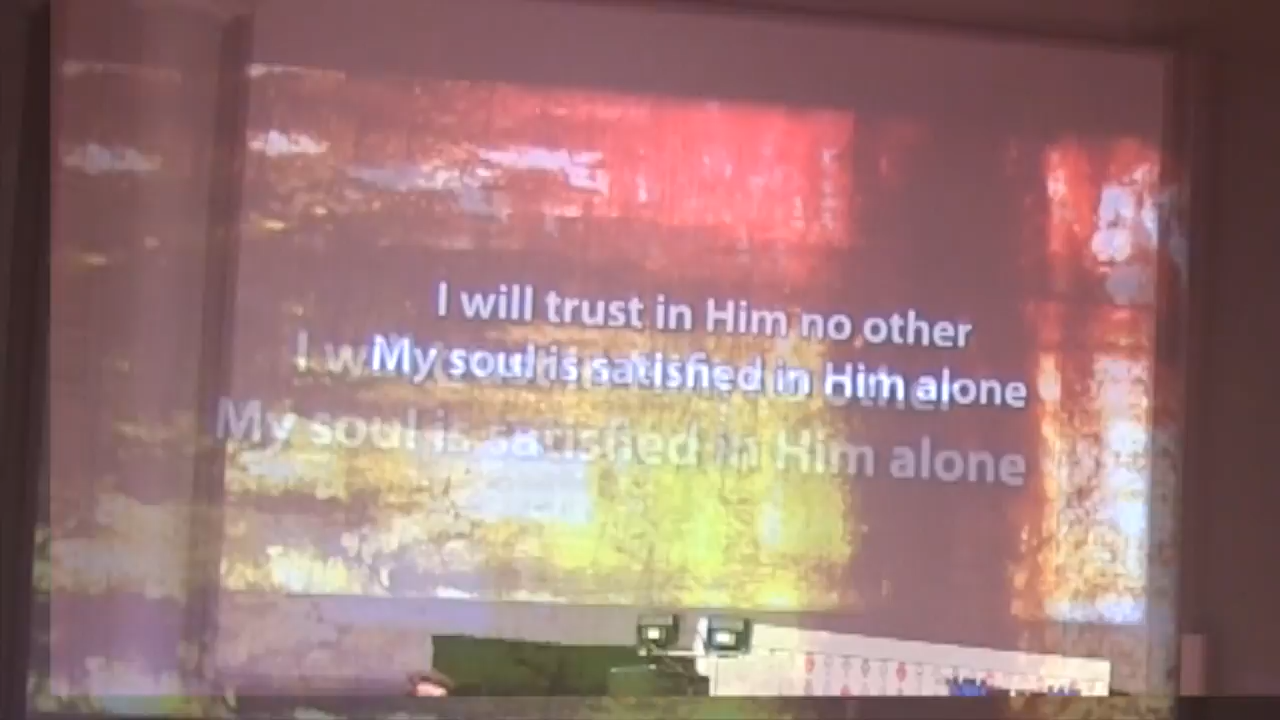 I will trust in Him no other
My soul is satisfied in Him alone
I w other
My soul is satisfied in Him alone